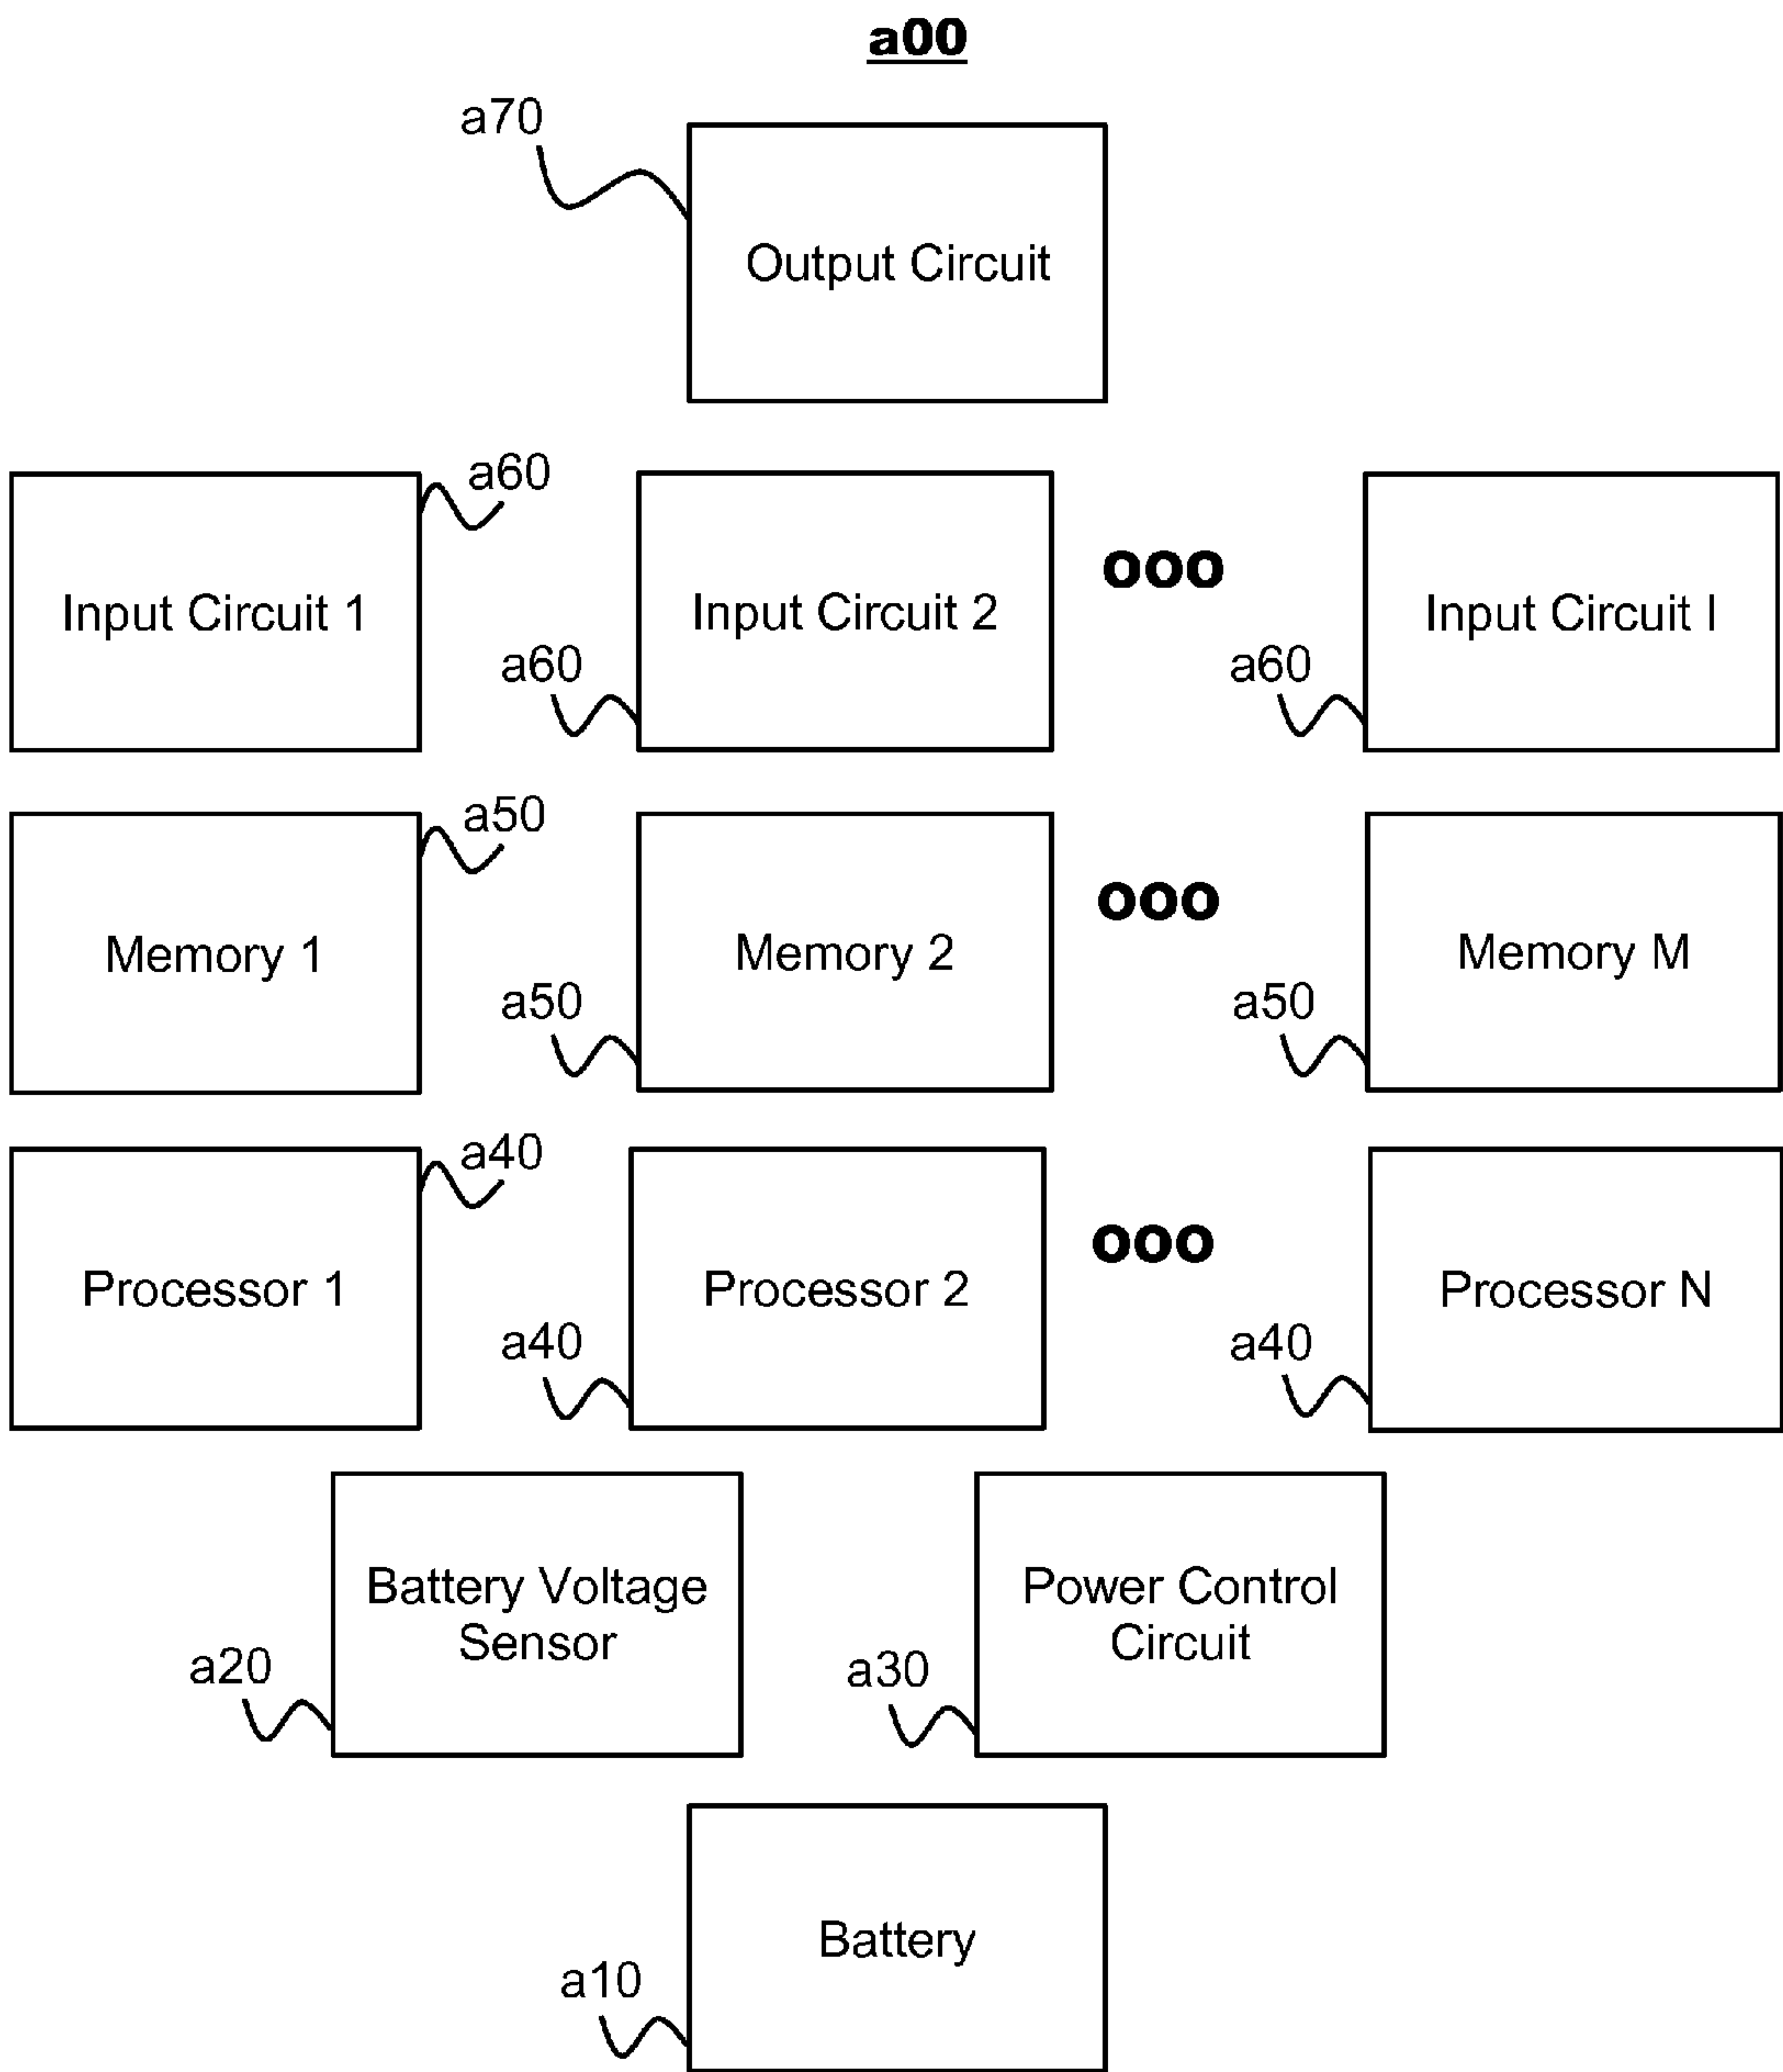 a00
a70
Output Circuit
a60
Input Circuit 1
Input Circuit 2
ooo
Input Circuit I
a60
a60
a50
Memory 1
Memory 2
ooo
Memory M
a50
a50
a40
Processor 1
Processor 2
ooo
Processor N
a40
a40
Battery Voltage
Sensor
a20
Power Control
Circuit
a30
Battery
a10